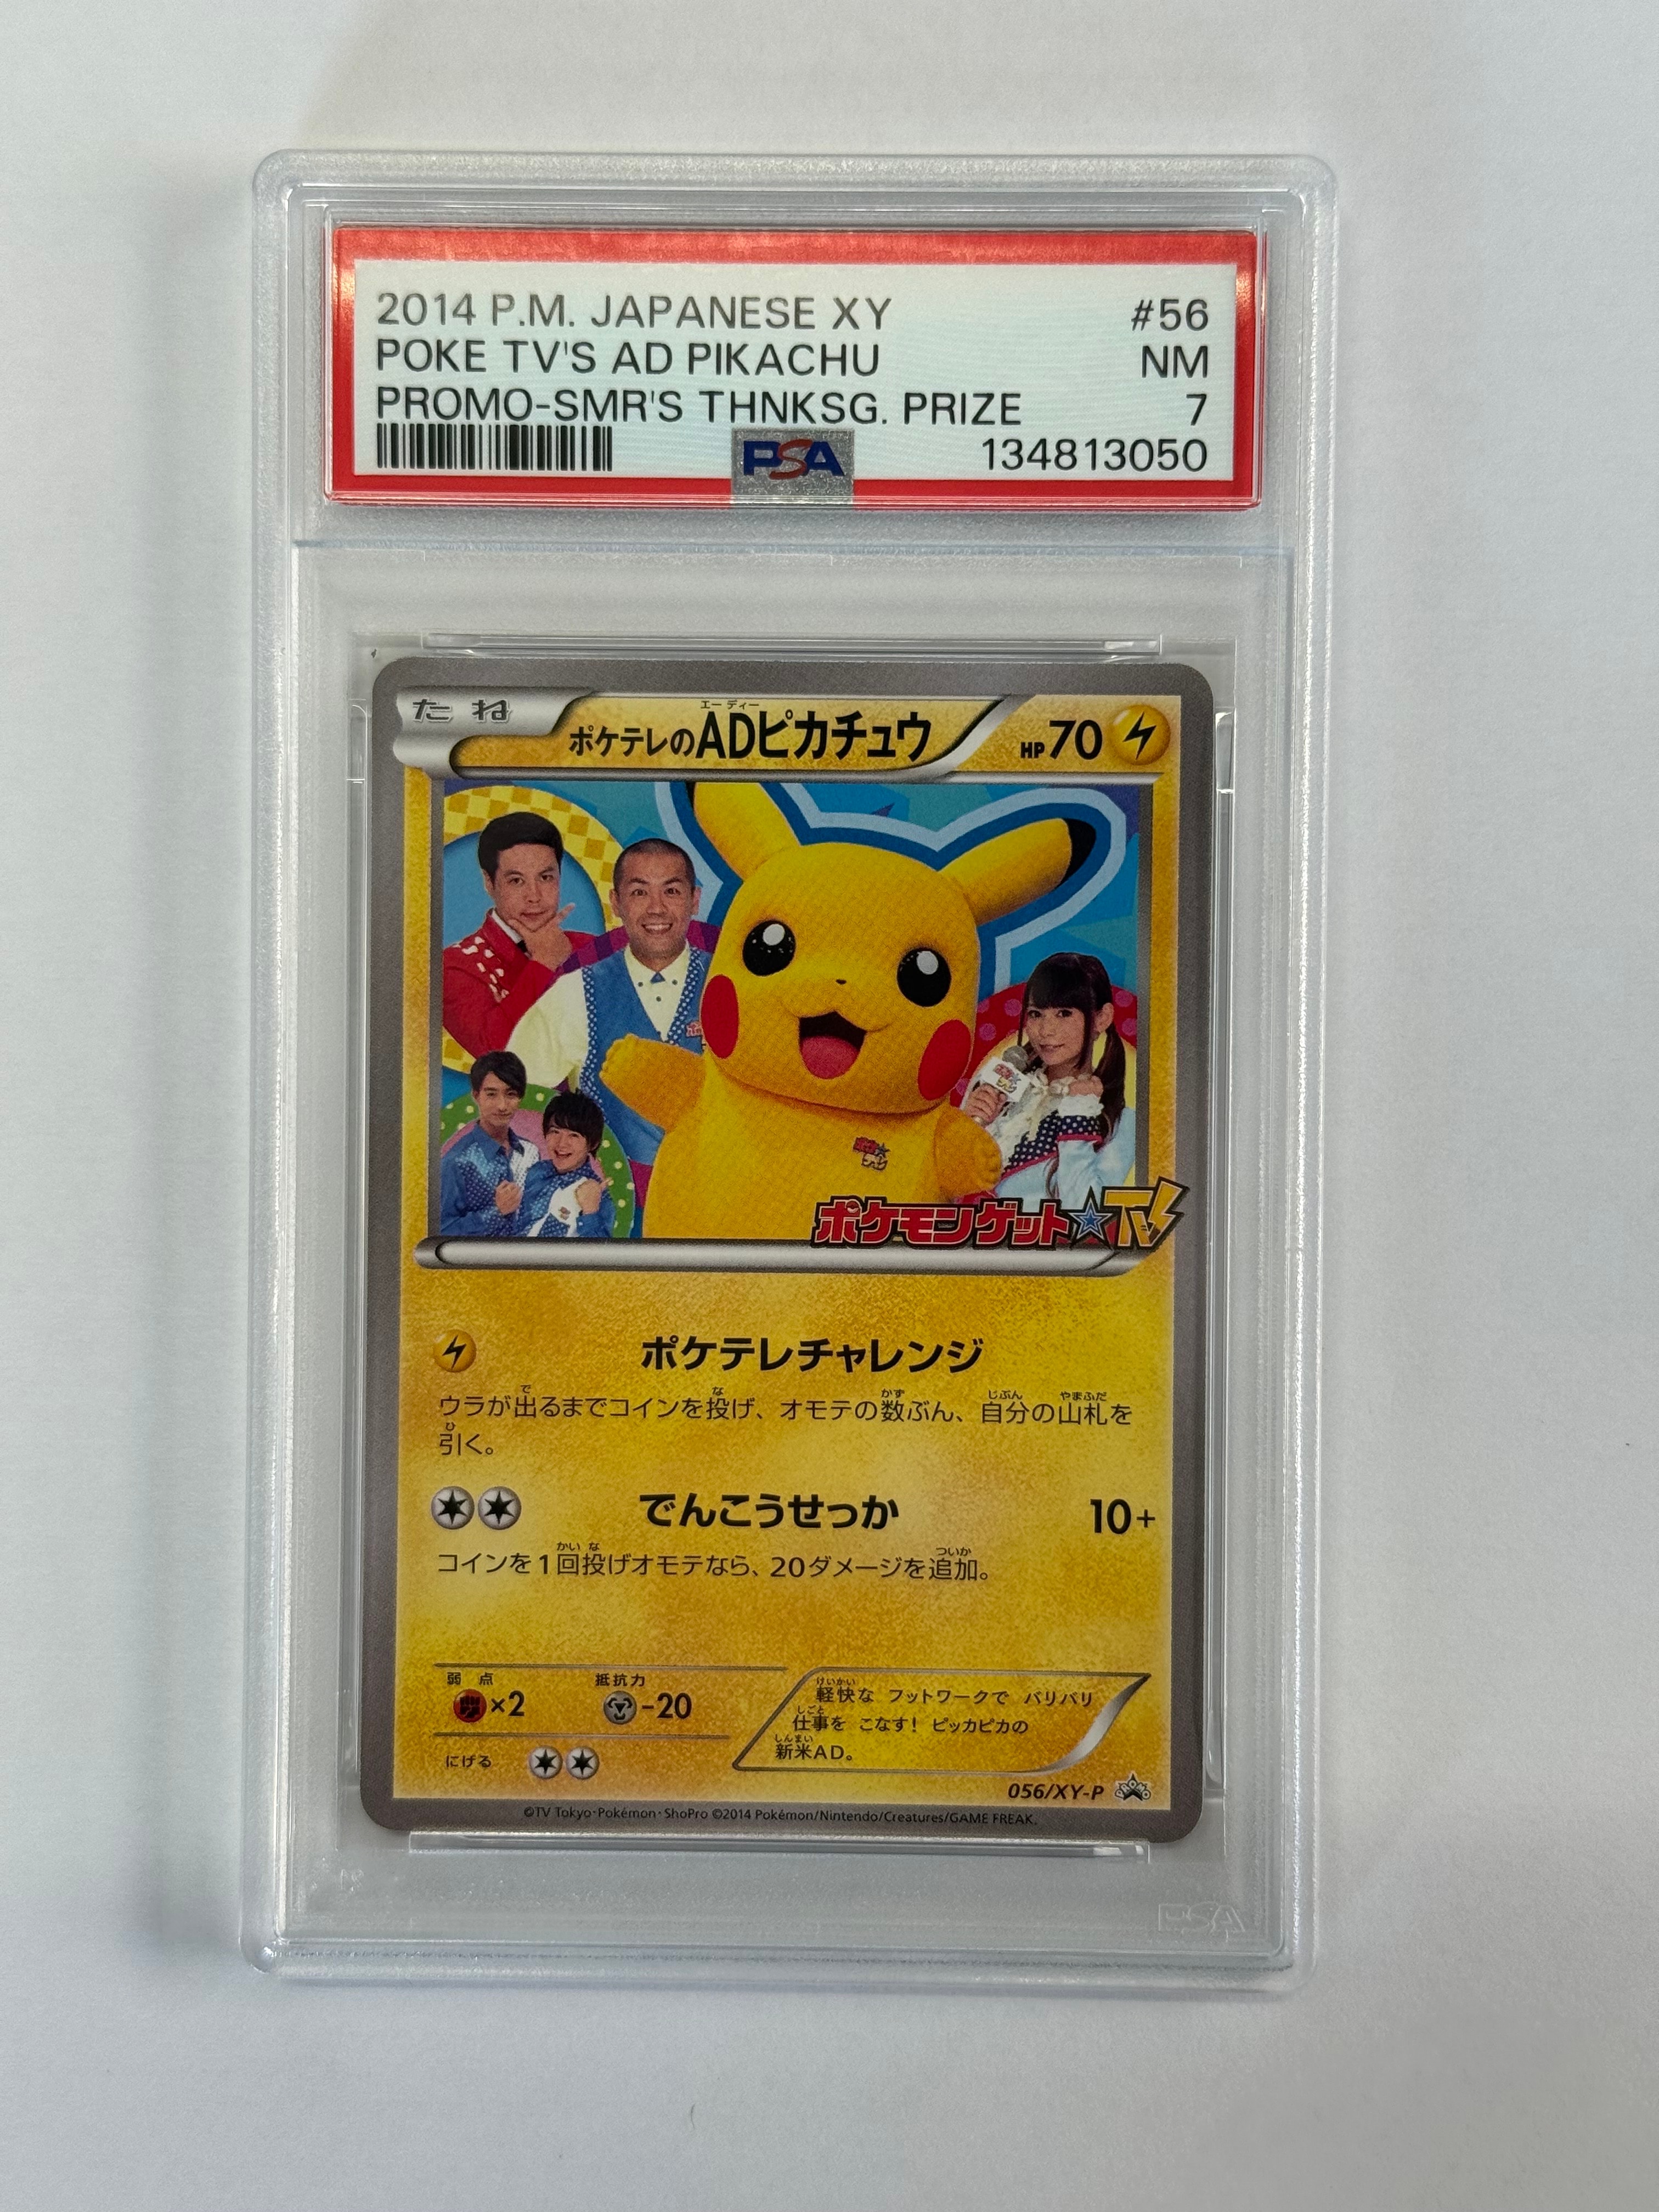 2014 P.M. JAPANESE XY #56
POKE TV'S AD PIKACHU NM
PROMO-SMR'S THNKSG. PRIZE 7
PSA 134813050
たね
ポケテレのADピカチュウ
エーディー
HP70
ポケモンゲット☆TV
ポケテレチャレンジ
ウラが出るまでコインを投げ、オモテの数ぶん、自分の山札を
引く。
でんこうせっか 10+
コインを1回投げオモテなら、20ダメージを追加。
弱点 抵抗力
×2 -20
にげる
軽快な フットワークで バリバリ
仕事を こなす! ピッカピカの
新米AD。
056/XY-P
©TV Tokyo・Pokémon・ShoPro ©2014 Pokémon/Nintendo/Creatures/GAME FREAK.
PSA